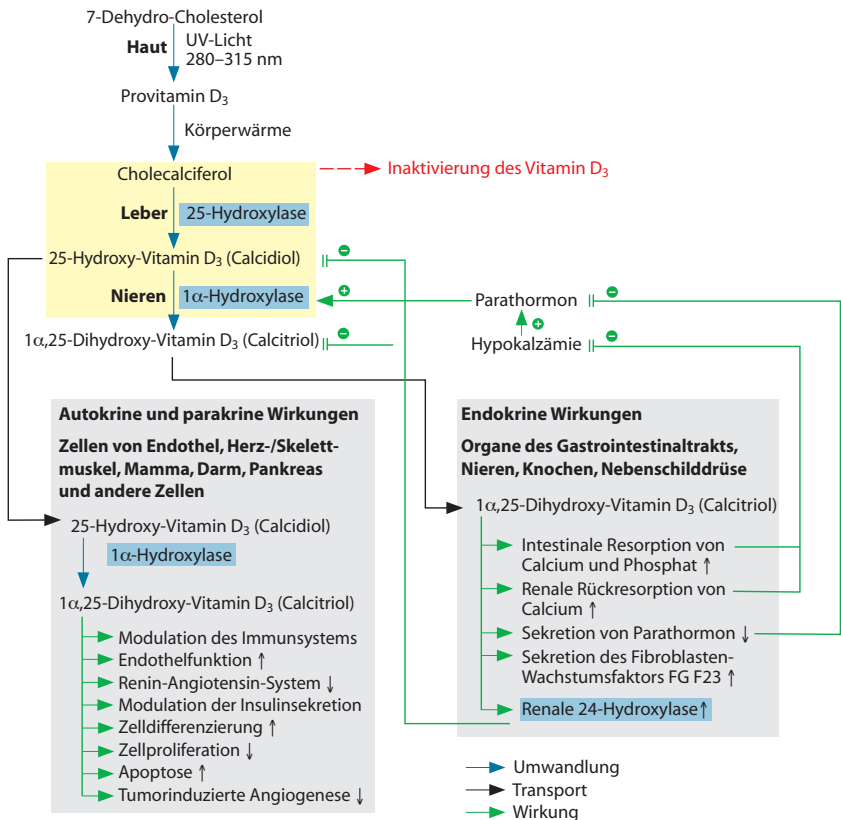 7-Dehydro-Cholesterol
Haut
UV-Licht
280–315 nm
Provitamin D₃
Körperwärme
Cholecalciferol
Inaktivierung des Vitamin D₃
Leber
25-Hydroxylase
25-Hydroxy-Vitamin D₃ (Calcidiol)
–
Nieren
1α-Hydroxylase
+
Parathormon
–
+
1α,25-Dihydroxy-Vitamin D₃ (Calcitriol)
–
Hypokalzämie
–
Autokrine und parakrine Wirkungen
Zellen von Endothel, Herz-/Skelett-
muskel, Mamma, Darm, Pankreas
und andere Zellen
25-Hydroxy-Vitamin D₃ (Calcidiol)
1α-Hydroxylase
1α,25-Dihydroxy-Vitamin D₃ (Calcitriol)
Modulation des Immunsystems
Endothelfunktion ↑
Renin-Angiotensin-System ↓
Modulation der Insulinsekretion
Zelldifferenzierung ↑
Zellproliferation ↓
Apoptose ↑
Tumorinduzierte Angiogenese ↓
Endokrine Wirkungen
Organe des Gastrointestinaltrakts,
Nieren, Knochen, Nebenschilddrüse
1α,25-Dihydroxy-Vitamin D₃ (Calcitriol)
Intestinale Resorption von
Calcium und Phosphat ↑
Renale Rückresorption von
Calcium ↑
Sekretion von Parathormon ↓
Sekretion des Fibroblasten-
Wachstumsfaktors FG F23 ↑
Renale 24-Hydroxylase ↑
Umwandlung
Transport
Wirkung